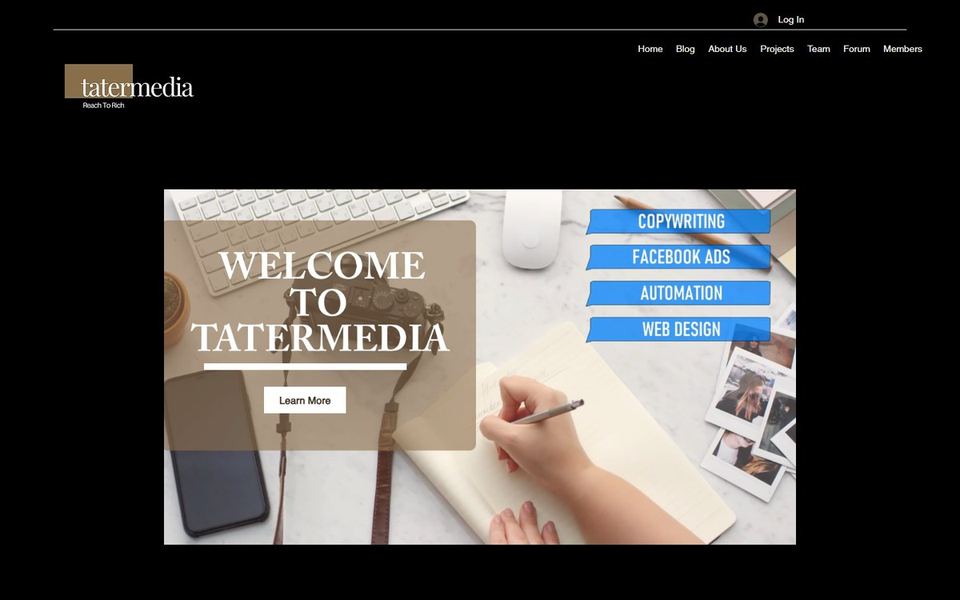 Log In
Home Blog About Us Projects Team Forum Members
tatermedia
Reach To Rich
WELCOME
TO
TATERMEDIA
Learn More
COPYWRITING
FACEBOOK ADS
AUTOMATION
WEB DESIGN